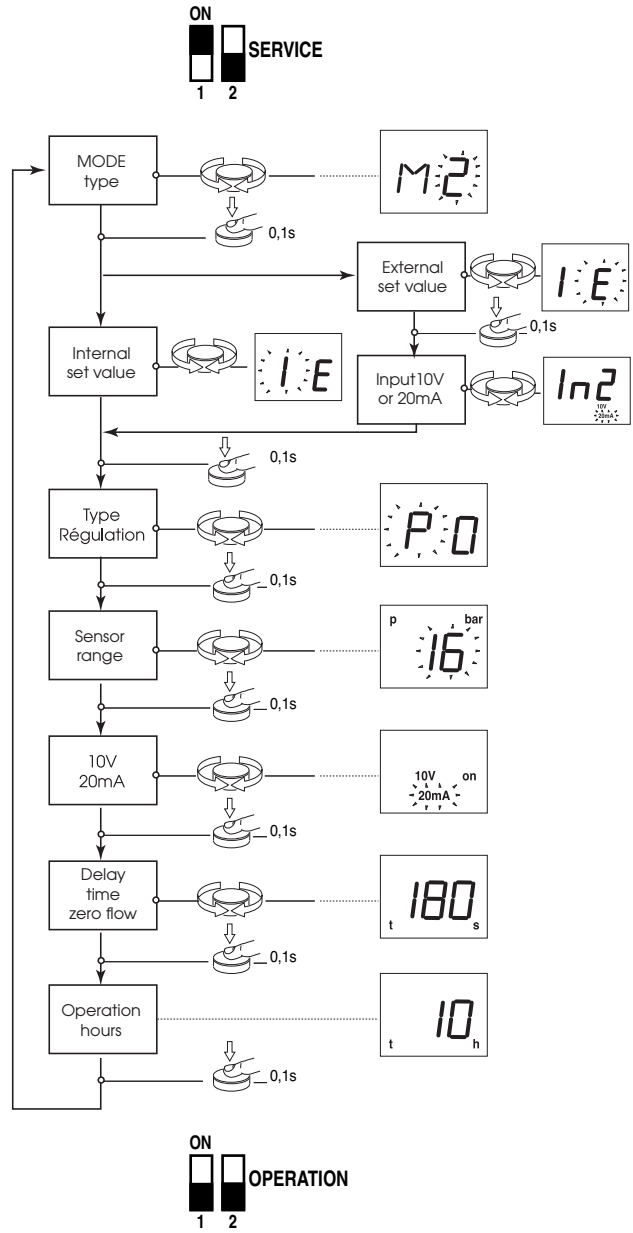 ON
SERVICE
1 2
MODE
type
M2
0,1s
External
set value
I E
0,1s
Internal
set value
I E
Input10V
or 20mA
In2
10V
20mA
0,1s
Type
Régulation
P 0
0,1s
Sensor
range
p bar
16
0,1s
10V
20mA
10V on
20mA
0,1s
Delay
time
zero flow
180
t s
0,1s
Operation
hours
10
t h
0,1s
ON
OPERATION
1 2